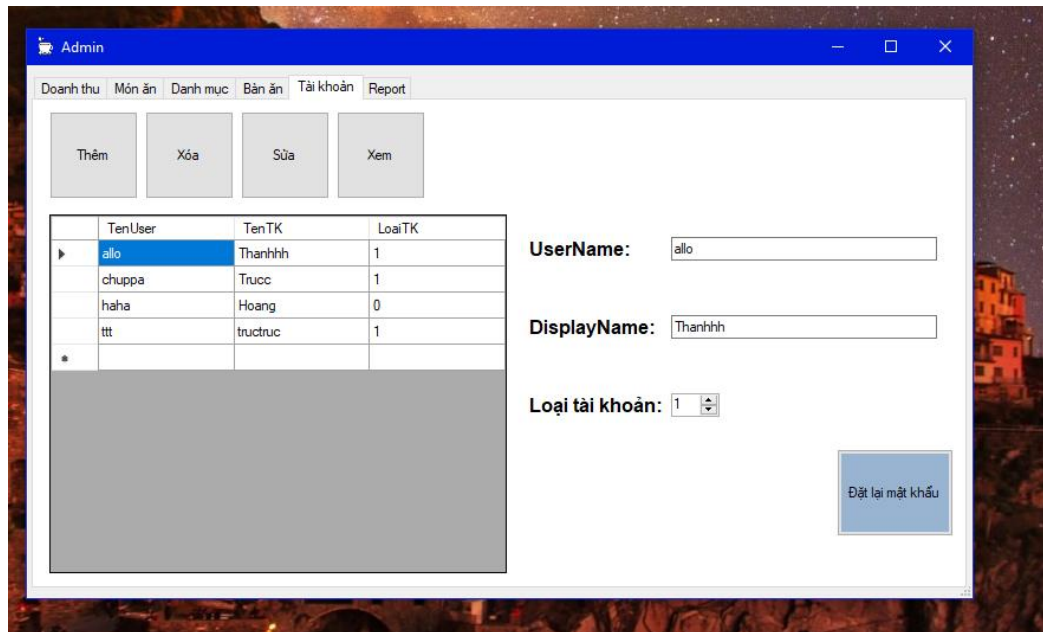 Admin
Doanh thu Món ăn Danh mục Bàn ăn Tài khoản Report
Thêm Xóa Sửa Xem
TenUser TenTK LoaiTK
allo Thanhhh 1
chuppa Trucc 1
haha Hoang 0
ttt tructruc 1
UserName: allo
DisplayName: Thanhhh
Loại tài khoản: 1
Đặt lại mật khẩu